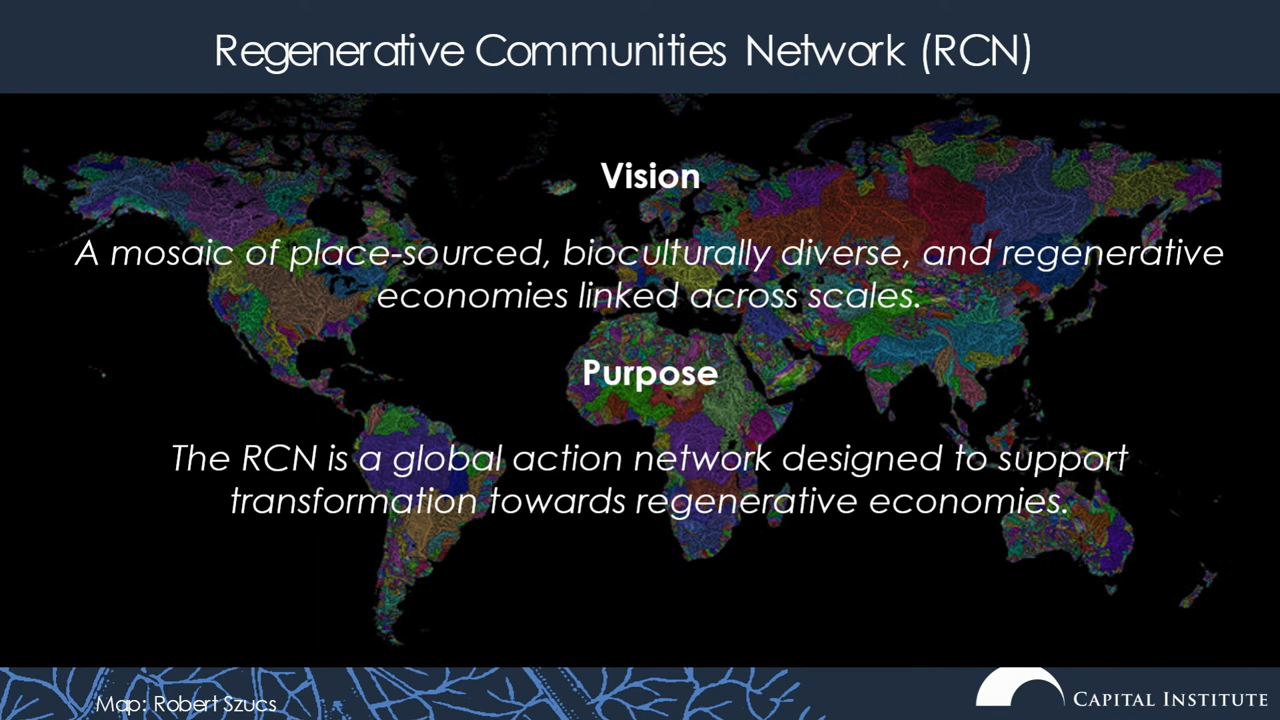 Regenerative Communities Network (RCN)
Vision
A mosaic of place-sourced, bioculturally diverse, and regenerative
economies linked across scales.
Purpose
The RCN is a global action network designed to support
transformation towards regenerative economies.
Map: Robert Szucs
CAPITAL INSTITUTE